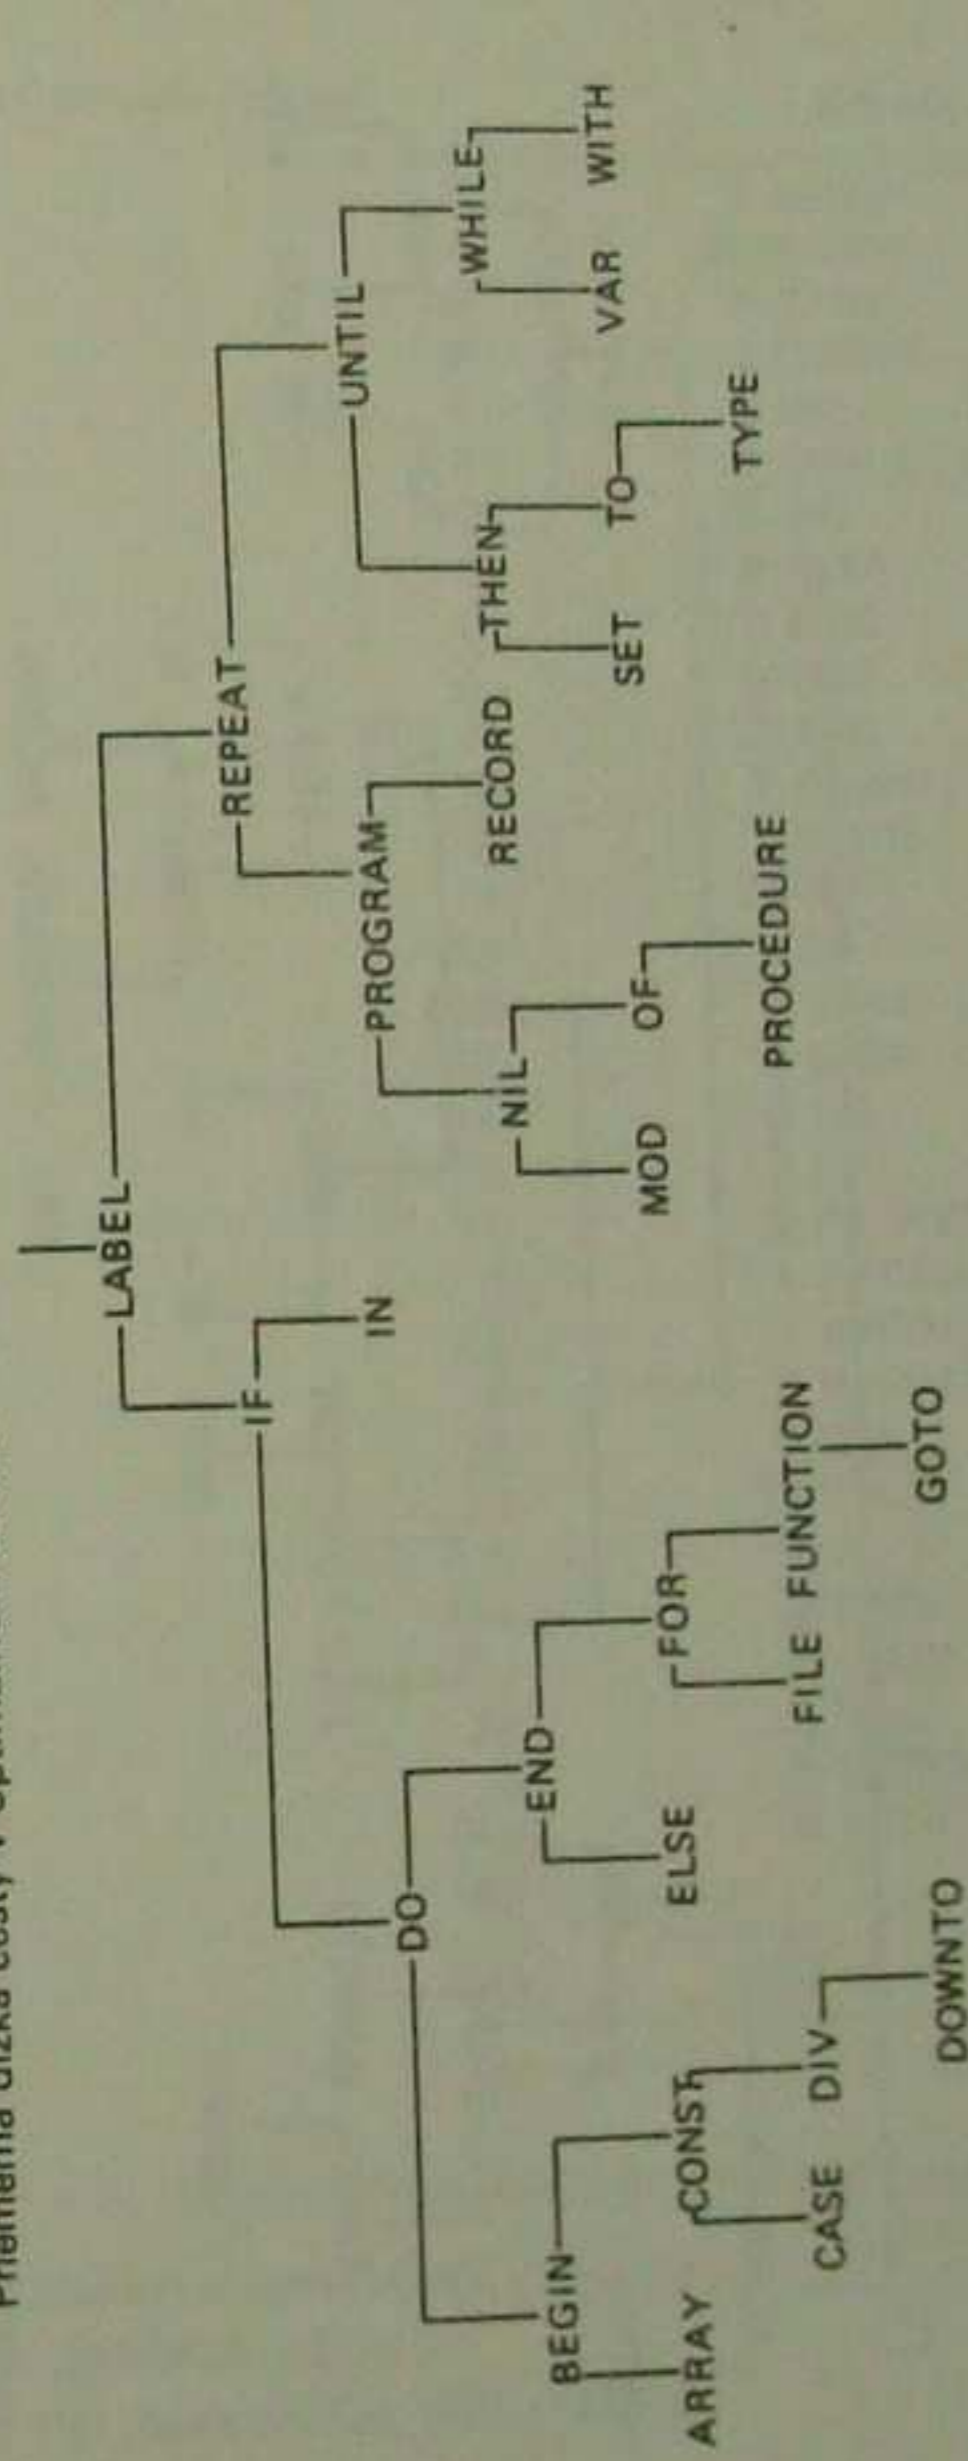 LABEL
IF REPEAT
DO IN PROGRAM UNTIL
BEGIN END NIL RECORD THEN WHILE
ARRAY CONST ELSE FOR MOD OF SET TO VAR WITH
CASE DIV FILE FUNCTION PROCEDURE TYPE
DOWNTO GOTO